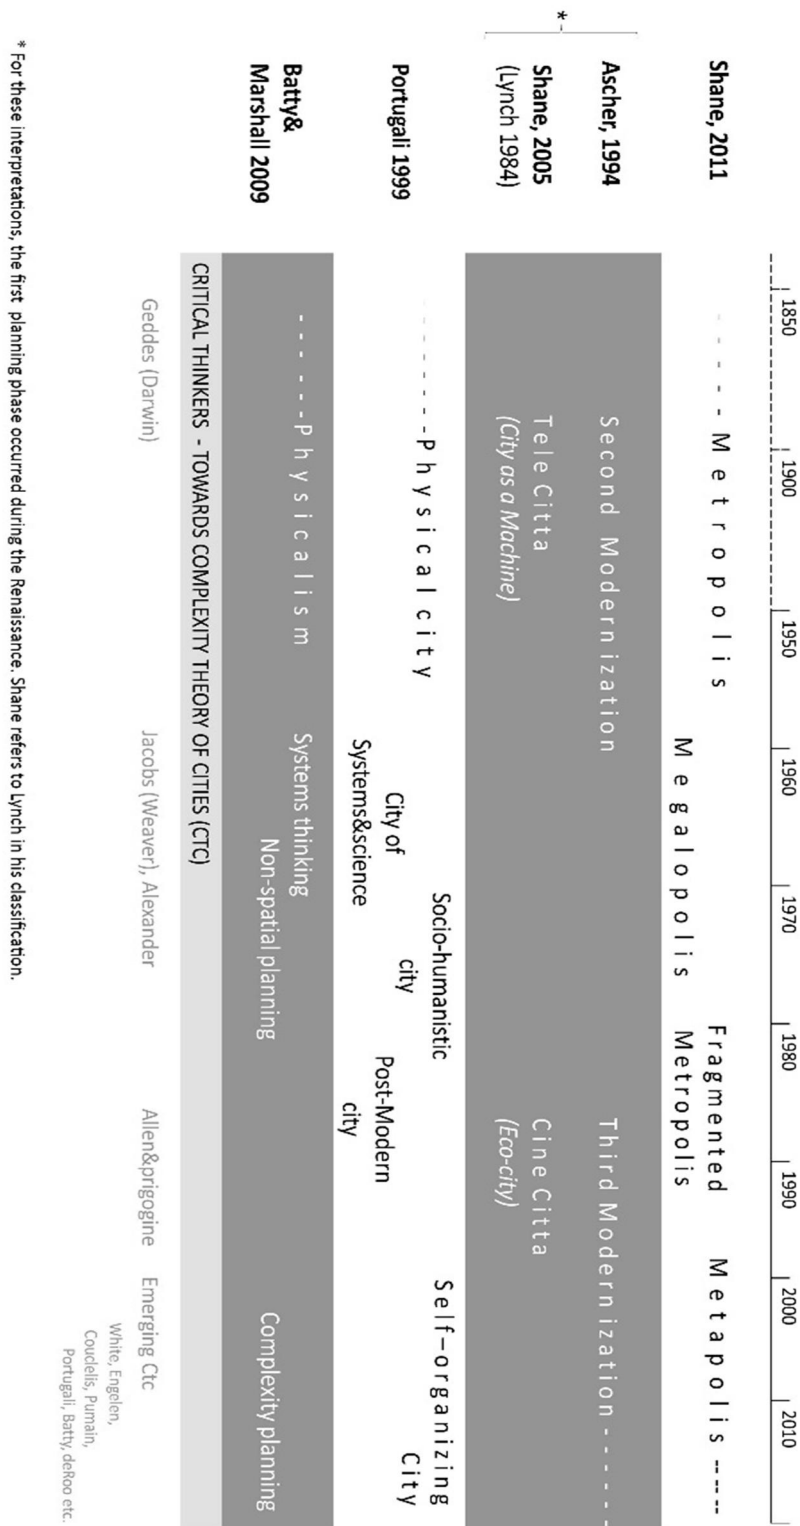 1850 1900 1950 1960 1970 1980 1990 2000 2010
Shane, 2011
- - - - - Metropolis
Megalopolis
Fragmented
Metropolis
Metapolis -----
*
Ascher, 1994
Second Modernization
Third Modernization - - - - - -
Shane, 2005
(Lynch 1984)
Tele Citta
(City as a Machine)
Cine Citta
(Eco-city)
Portugali 1999
- - - - - - - - Physical city
City of
Systems&science
Socio-humanistic
city
Post-Modern
city
Self–organizing
City
Batty&
Marshall 2009
- - - - - - - Physicalism
Systems thinking
Non-spatial planning
Complexity planning
CRITICAL THINKERS - TOWARDS COMPLEXITY THEORY OF CITIES (CTC)
Geddes (Darwin)
Jacobs (Weaver), Alexander
Allen&prigogine
Emerging Ctc
White, Engelen,
Couclelis, Pumain,
Portugali, Batty, deRoo etc.
* For these interpretations, the first planning phase occurred during the Renaissance. Shane refers to Lynch in his classification.